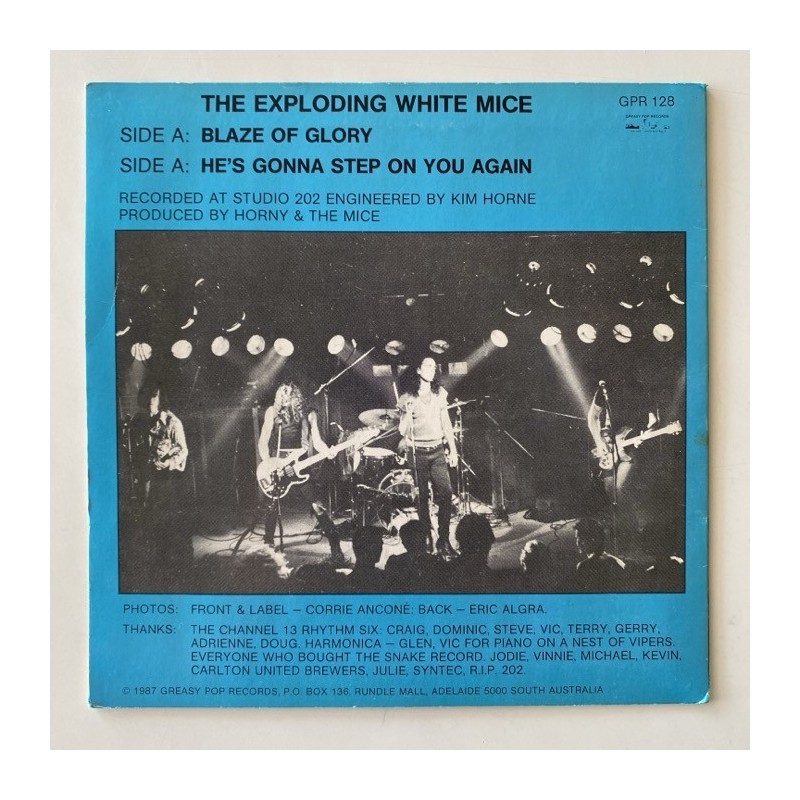 THE EXPLODING WHITE MICE
GPR 128
GREASY POP RECORDS
SIDE A: BLAZE OF GLORY
SIDE A: HE'S GONNA STEP ON YOU AGAIN
RECORDED AT STUDIO 202 ENGINEERED BY KIM HORNE
PRODUCED BY HORNY & THE MICE
PHOTOS: FRONT & LABEL – CORRIE ANCONÉ: BACK – ERIC ALGRA.
THANKS: THE CHANNEL 13 RHYTHM SIX: CRAIG, DOMINIC, STEVE, VIC, TERRY, GERRY,
ADRIENNE, DOUG. HARMONICA – GLEN, VIC FOR PIANO ON A NEST OF VIPERS.
EVERYONE WHO BOUGHT THE SNAKE RECORD. JODIE, VINNIE, MICHAEL, KEVIN,
CARLTON UNITED BREWERS, JULIE, SYNTEC, R.I.P. 202.
© 1987 GREASY POP RECORDS, P.O. BOX 136, RUNDLE MALL, ADELAIDE 5000 SOUTH AUSTRALIA